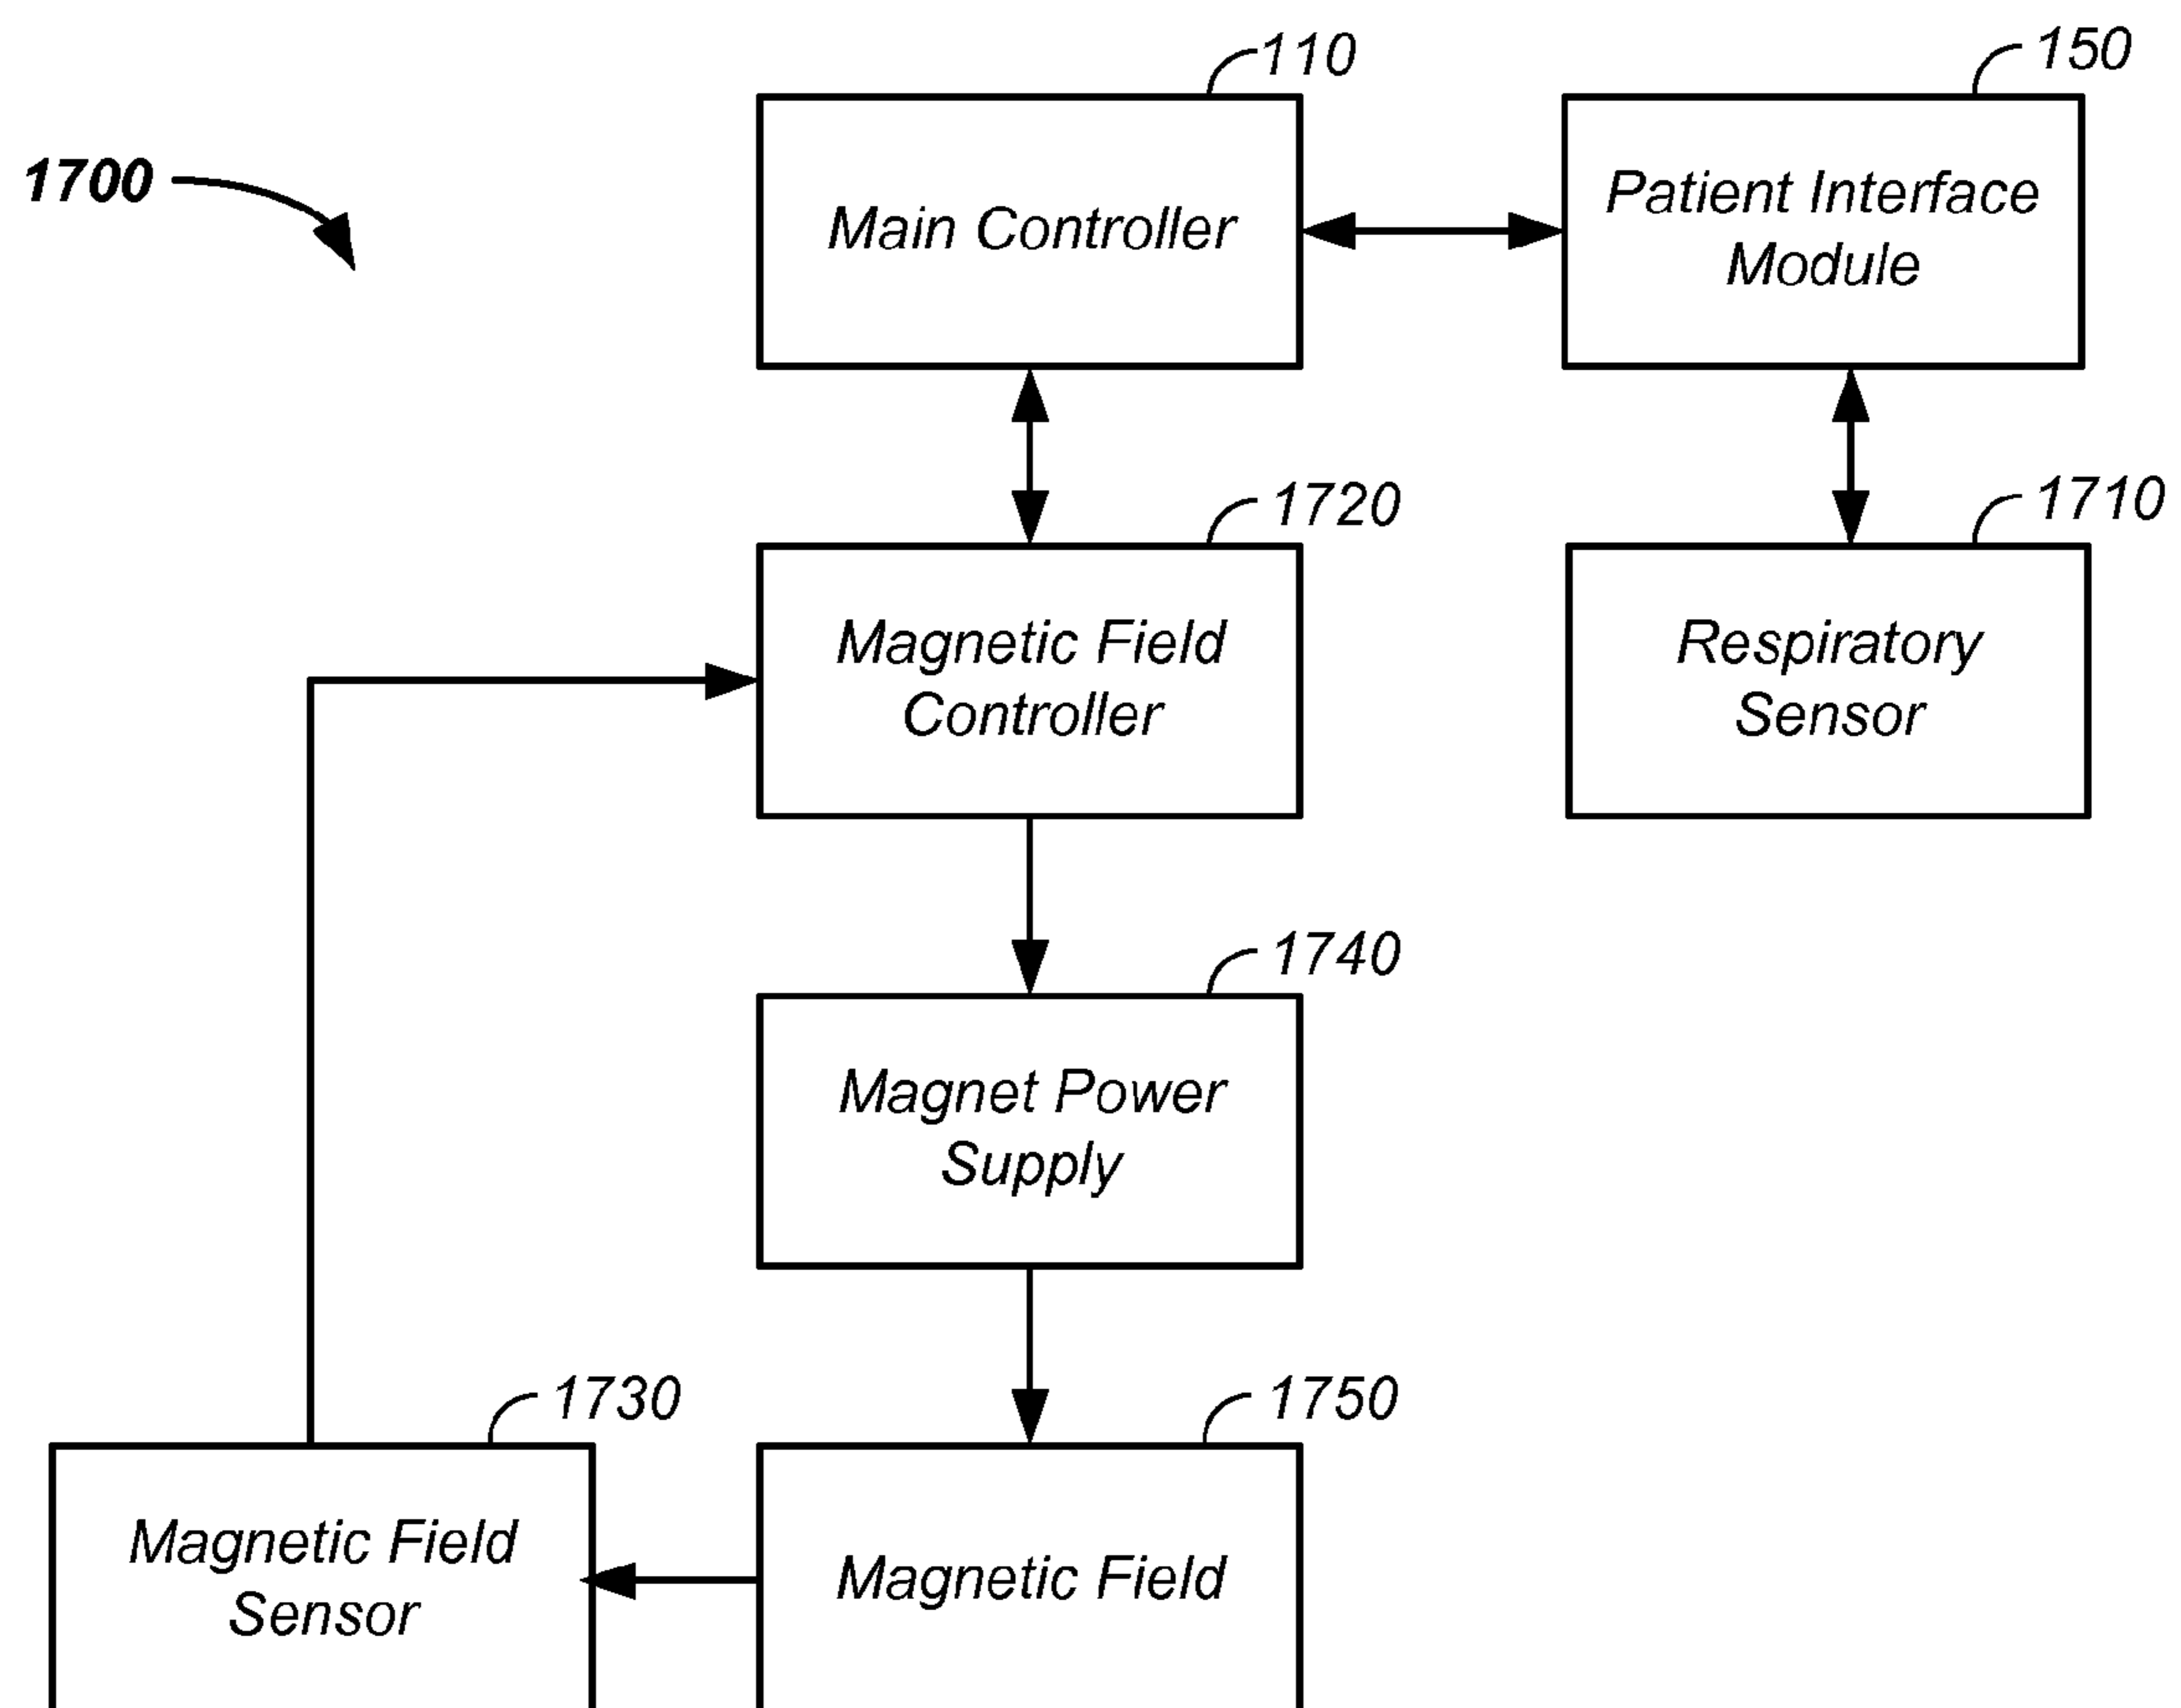 110
150
1700
Main Controller
Patient Interface
Module
1720
1710
Magnetic Field
Controller
Respiratory
Sensor
1740
Magnet Power
Supply
1730
1750
Magnetic Field
Sensor
Magnetic Field